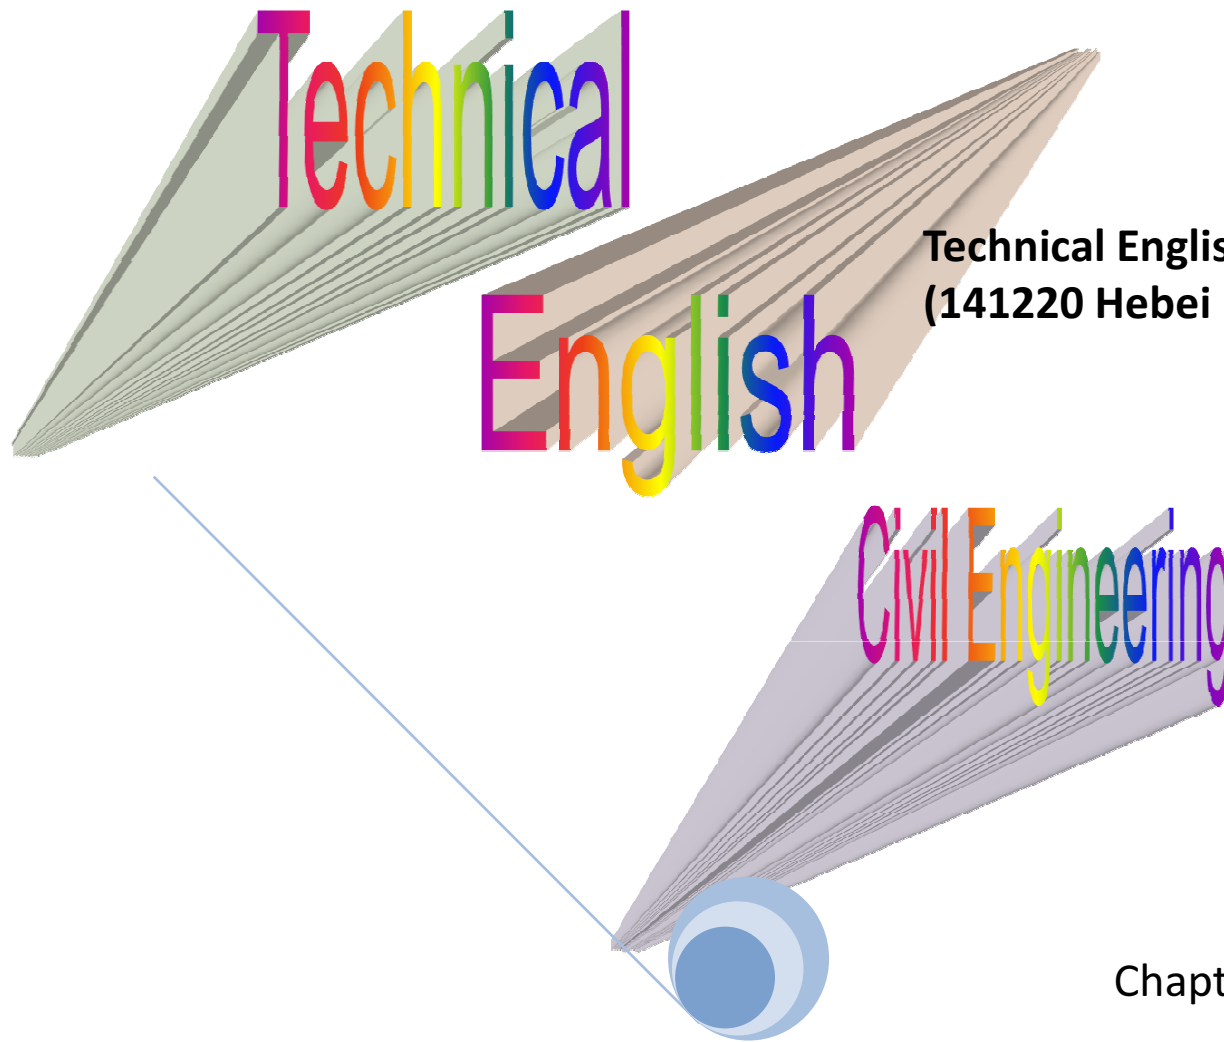 Technical
English
Technical Englis
(141220 Hebei
Civil Engineering
Chapt